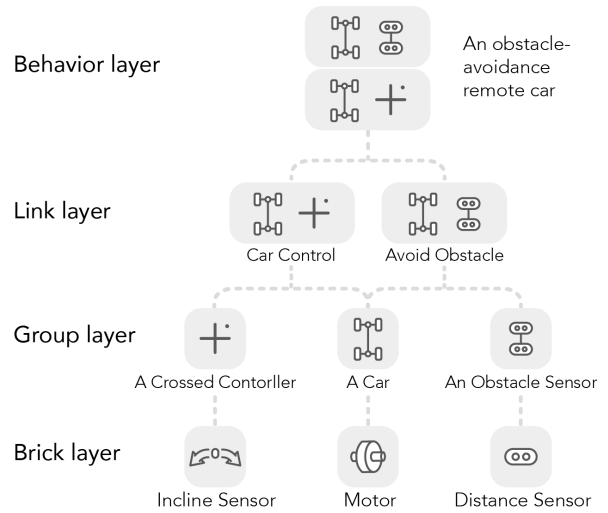 Behavior layer
An obstacle-
avoidance
remote car
Link layer
Car Control
Avoid Obstacle
Group layer
A Crossed Contorller
A Car
An Obstacle Sensor
Brick layer
Incline Sensor
Motor
Distance Sensor